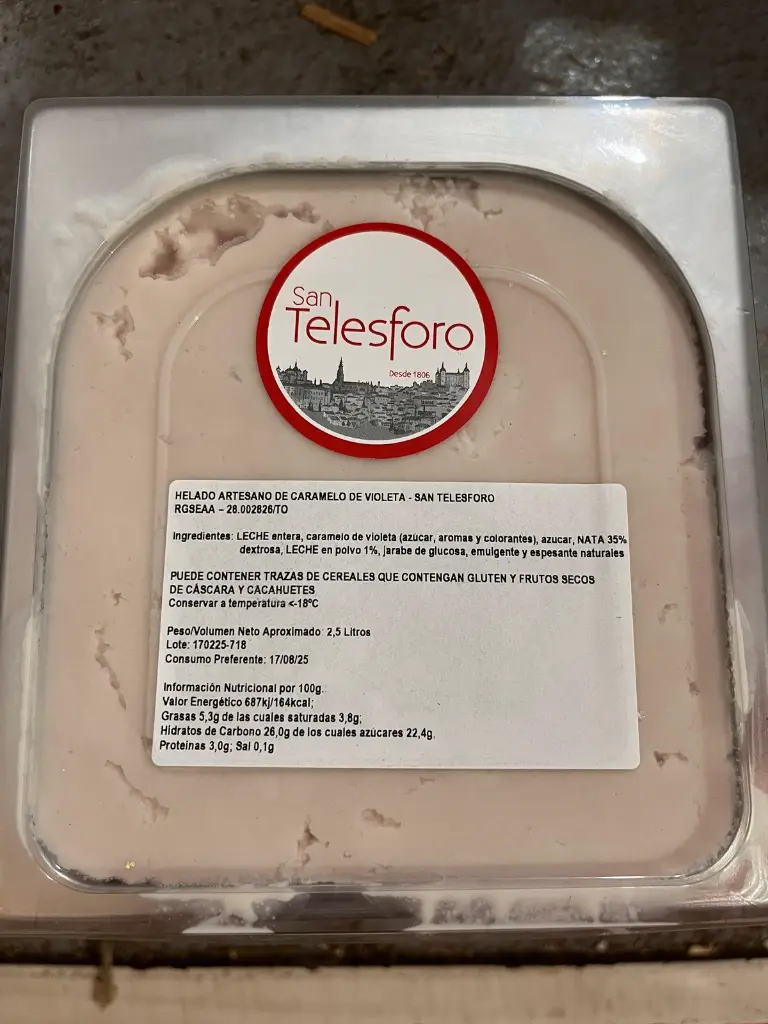 San
Telesforo
Desde 1806
HELADO ARTESANO DE CARAMELO DE VIOLETA - SAN TELESFORO
RGSEAA – 26.002826/TO
Ingredientes: LECHE entera, caramelo de violeta (azúcar, aromas y colorantes), azucar, NATA 35%
dextrosa, LECHE en polvo 1%, jarabe de glucosa, emulgente y espesante naturales
PUEDE CONTENER TRAZAS DE CEREALES QUE CONTENGAN GLUTEN Y FRUTOS SECOS
DE CÁSCARA Y CACAHUETES
Conservar a temperatura <-18ºC
Peso/Volumen Neto Aproximado: 2,5 Litros
Lote: 170225-718
Consumo Preferente: 17/08/25
Información Nutricional por 100g.
Valor Energético 687kj/164kcal;
Grasas 5,3g de las cuales saturadas 3,8g;
Hidratos de Carbono 26,0g de los cuales azúcares 22,4g,
Proteinas 3,0g; Sal 0,1g